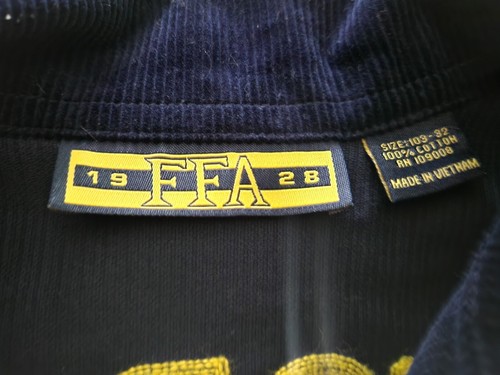 19 FFA 28
SIZE: 103-32
100% COTTON
RN 109008
MADE IN VIETNAM